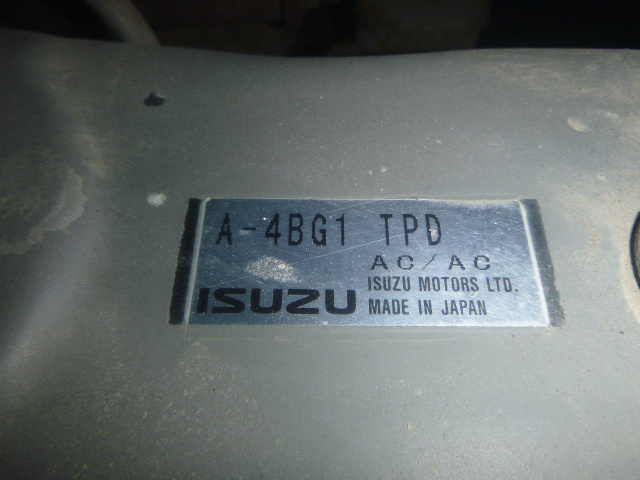 A-4BG1 TPD
AC/AC
ISUZU MOTORS LTD.
ISUZU MADE IN JAPAN